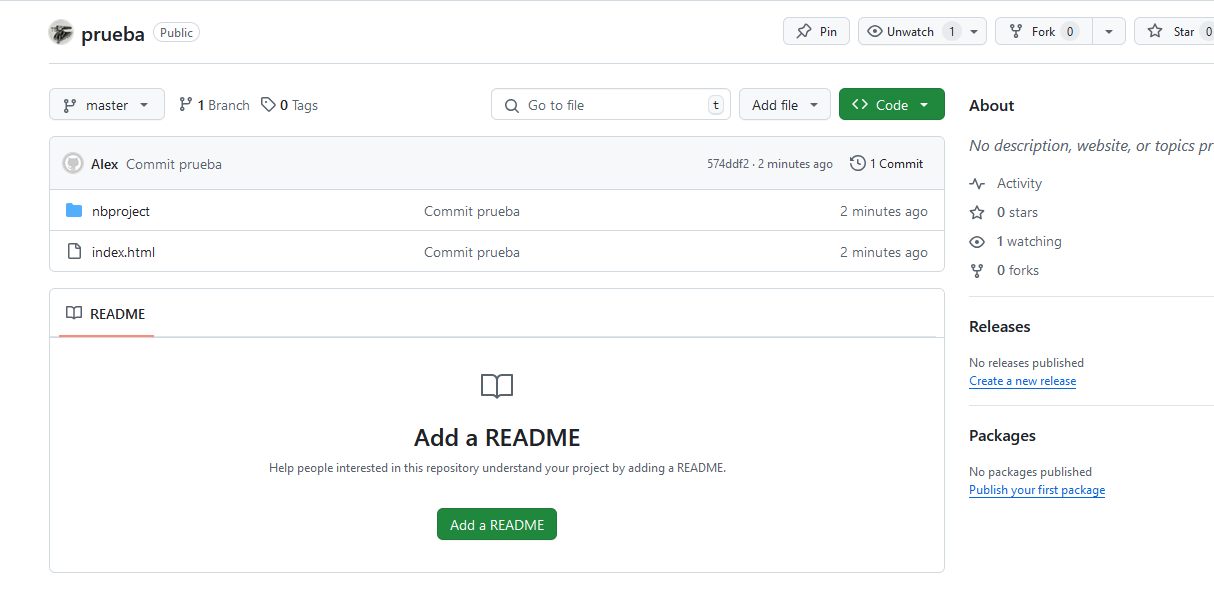 prueba Public Pin Unwatch 1 Fork 0 Star 0
master 1 Branch 0 Tags Go to file t Add file Code
Alex Commit prueba 574ddf2 · 2 minutes ago 1 Commit
nbproject Commit prueba 2 minutes ago
index.html Commit prueba 2 minutes ago
README
Add a README
Help people interested in this repository understand your project by adding a README.
Add a README
About
No description, website, or topics pr
Activity
0 stars
1 watching
0 forks
Releases
No releases published
Create a new release
Packages
No packages published
Publish your first package